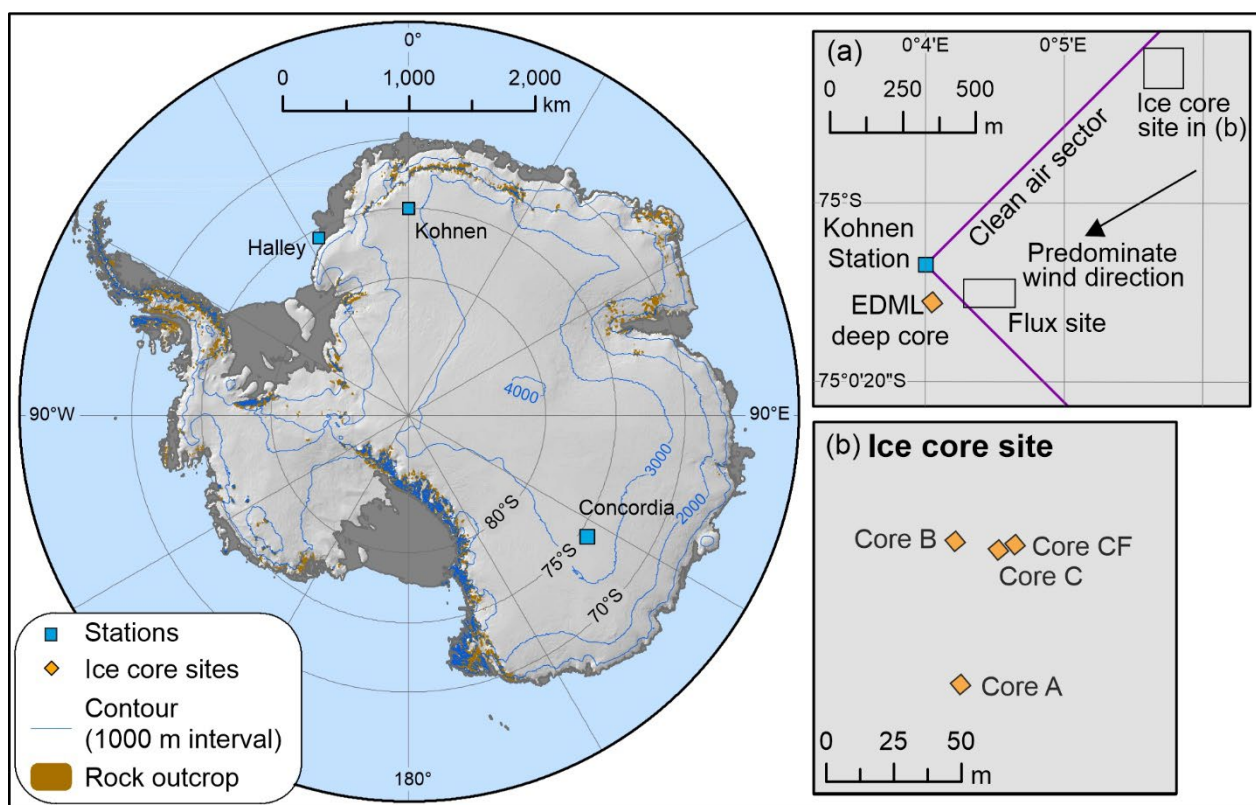 0°
0 1,000 2,000
km
Halley
Kohnen
90°W
4000
90°E
3000
2000
Concordia
80°S
75°S
70°S
180°
Stations
Ice core sites
Contour
(1000 m interval)
Rock outcrop
(a)
0°4'E 0°5'E
0 250 500
m
Ice core
site in (b)
Clean air sector
75°S
Kohnen
Station
Predominate
wind direction
EDML
deep core
Flux site
75°0'20"S
(b) Ice core site
Core B
Core CF
Core C
Core A
0 25 50
m